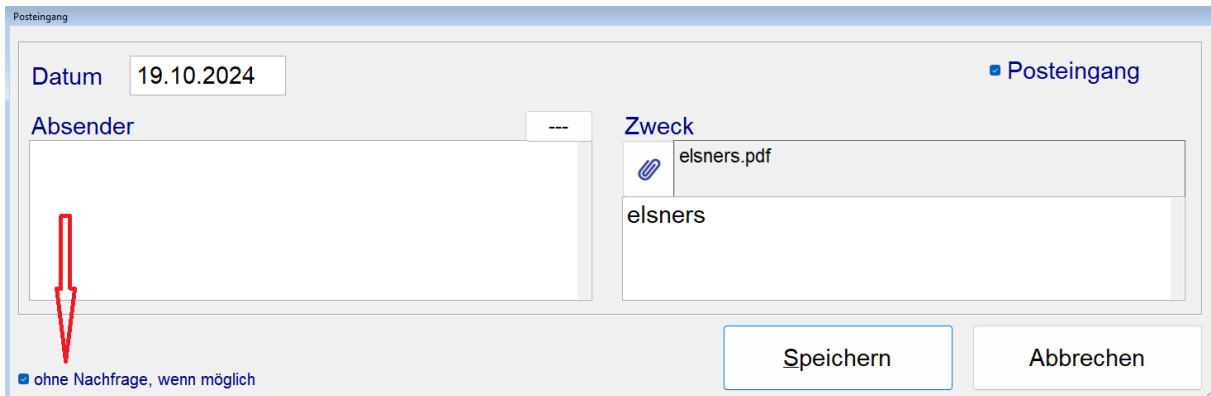 Posteingang
Datum 19.10.2024 Posteingang
Absender --- Zweck
elsners.pdf
elsners
Speichern Abbrechen
ohne Nachfrage, wenn möglich